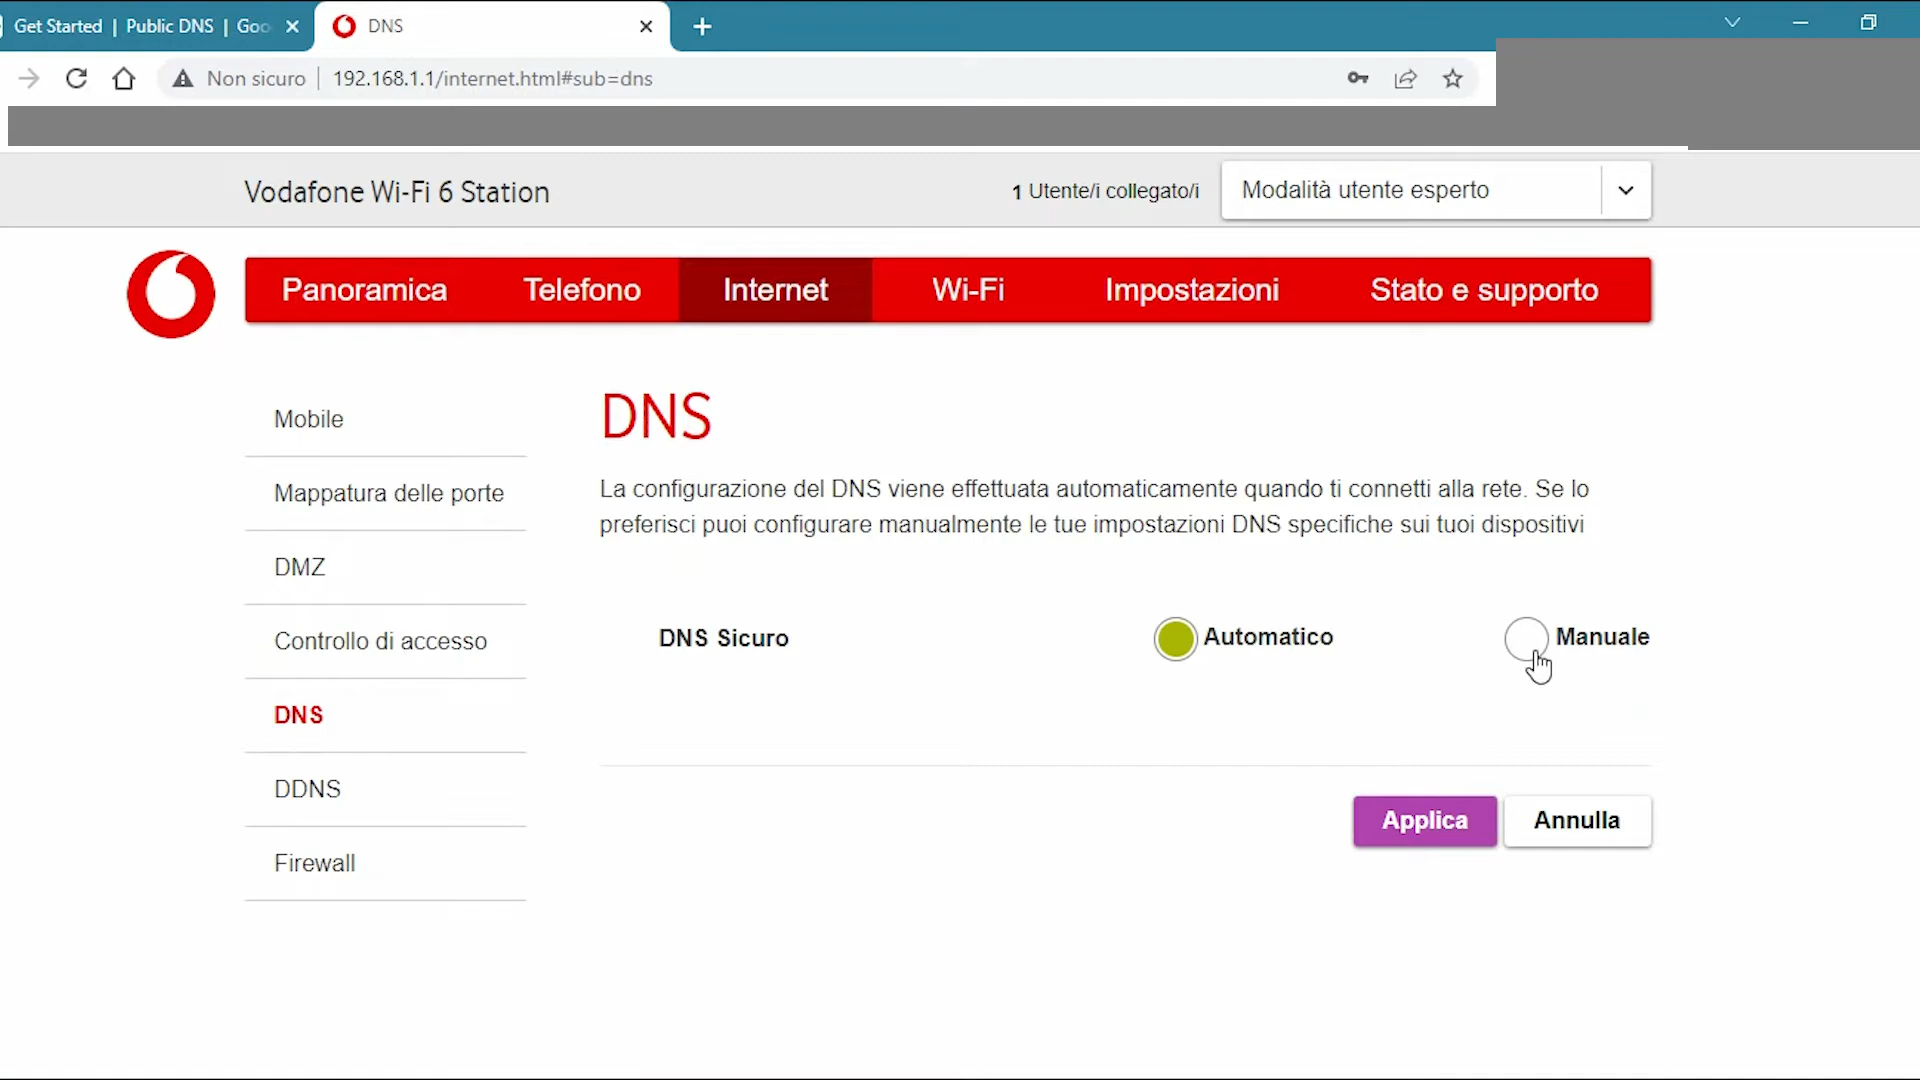 Get Started | Public DNS | Goo
DNS
Non sicuro 192.168.1.1/internet.html#sub=dns
Vodafone Wi-Fi 6 Station
1 Utente/i collegato/i
Modalità utente esperto
Panoramica Telefono Internet Wi-Fi Impostazioni Stato e supporto
Mobile
Mappatura delle porte
DMZ
Controllo di accesso
DNS
DDNS
Firewall
DNS
La configurazione del DNS viene effettuata automaticamente quando ti connetti alla rete. Se lo
preferisci puoi configurare manualmente le tue impostazioni DNS specifiche sui tuoi dispositivi
DNS Sicuro Automatico Manuale
Applica Annulla